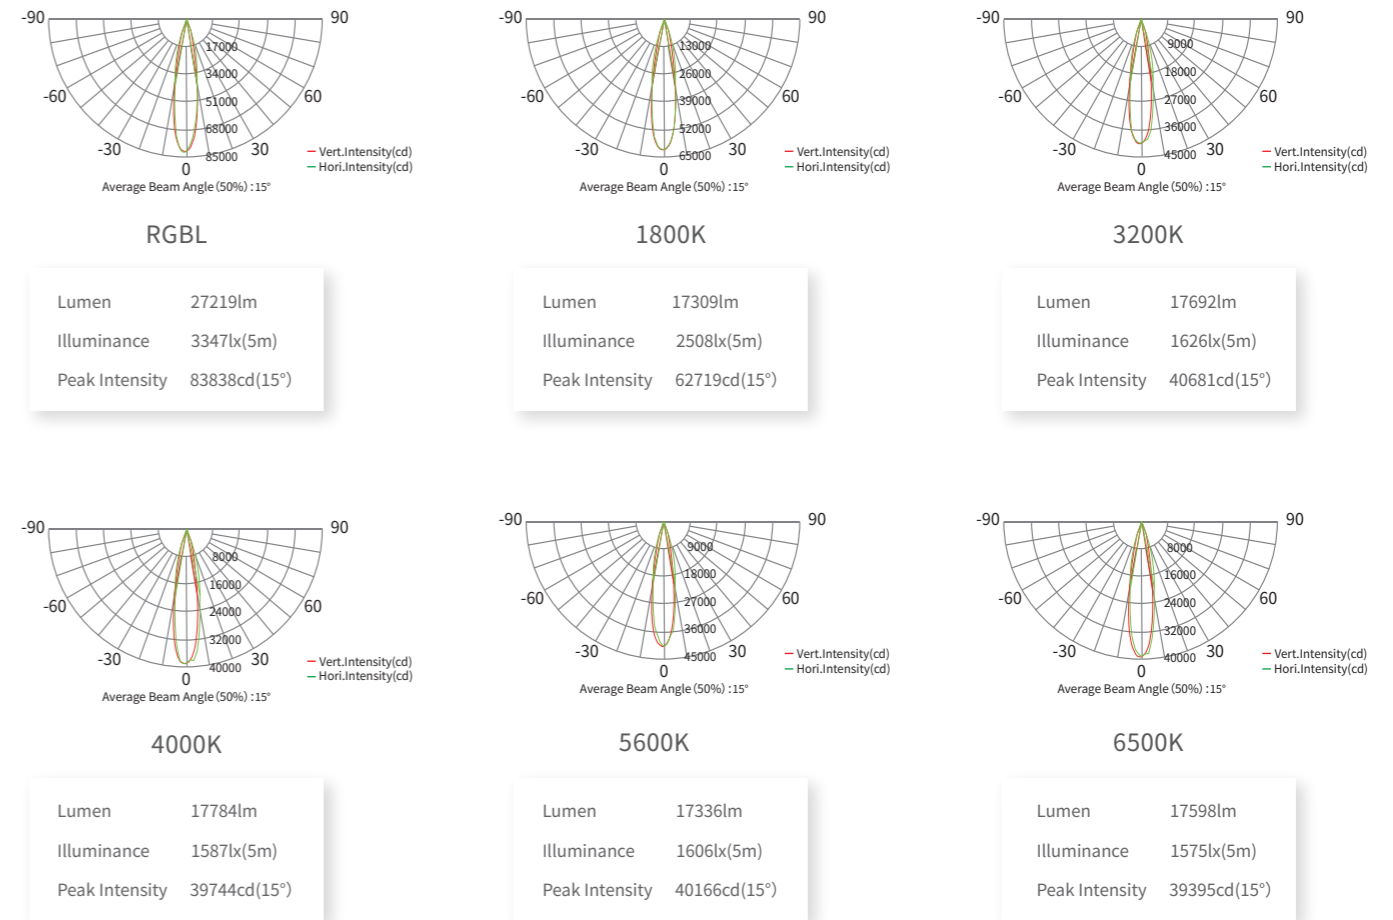 -90 90
17000
34000
-60 60
51000
68000
-30 30
85000
0
Vert.Intensity(cd)
Hori.Intensity(cd)
Average Beam Angle (50%) : 15°
RGBL
Lumen 27219lm
Illuminance 3347lx(5m)
Peak Intensity 83838cd(15°)
-90 90
13000
26000
-60 60
39000
52000
-30 30
65000
0
Vert.Intensity(cd)
Hori.Intensity(cd)
Average Beam Angle (50%) : 15°
1800K
Lumen 17309lm
Illuminance 2508lx(5m)
Peak Intensity 62719cd(15°)
-90 90
9000
18000
-60 60
27000
36000
-30 30
45000
0
Vert.Intensity(cd)
Hori.Intensity(cd)
Average Beam Angle (50%) : 15°
3200K
Lumen 17692lm
Illuminance 1626lx(5m)
Peak Intensity 40681cd(15°)
-90 90
8000
16000
-60 60
24000
32000
-30 30
40000
0
Vert.Intensity(cd)
Hori.Intensity(cd)
Average Beam Angle (50%) : 15°
4000K
Lumen 17784lm
Illuminance 1587lx(5m)
Peak Intensity 39744cd(15°)
-90 90
9000
18000
-60 60
27000
36000
-30 30
45000
0
Vert.Intensity(cd)
Hori.Intensity(cd)
Average Beam Angle (50%) : 15°
5600K
Lumen 17336lm
Illuminance 1606lx(5m)
Peak Intensity 40166cd(15°)
-90 90
8000
16000
-60 60
24000
32000
-30 30
40000
0
Vert.Intensity(cd)
Hori.Intensity(cd)
Average Beam Angle (50%) : 15°
6500K
Lumen 17598lm
Illuminance 1575lx(5m)
Peak Intensity 39395cd(15°)